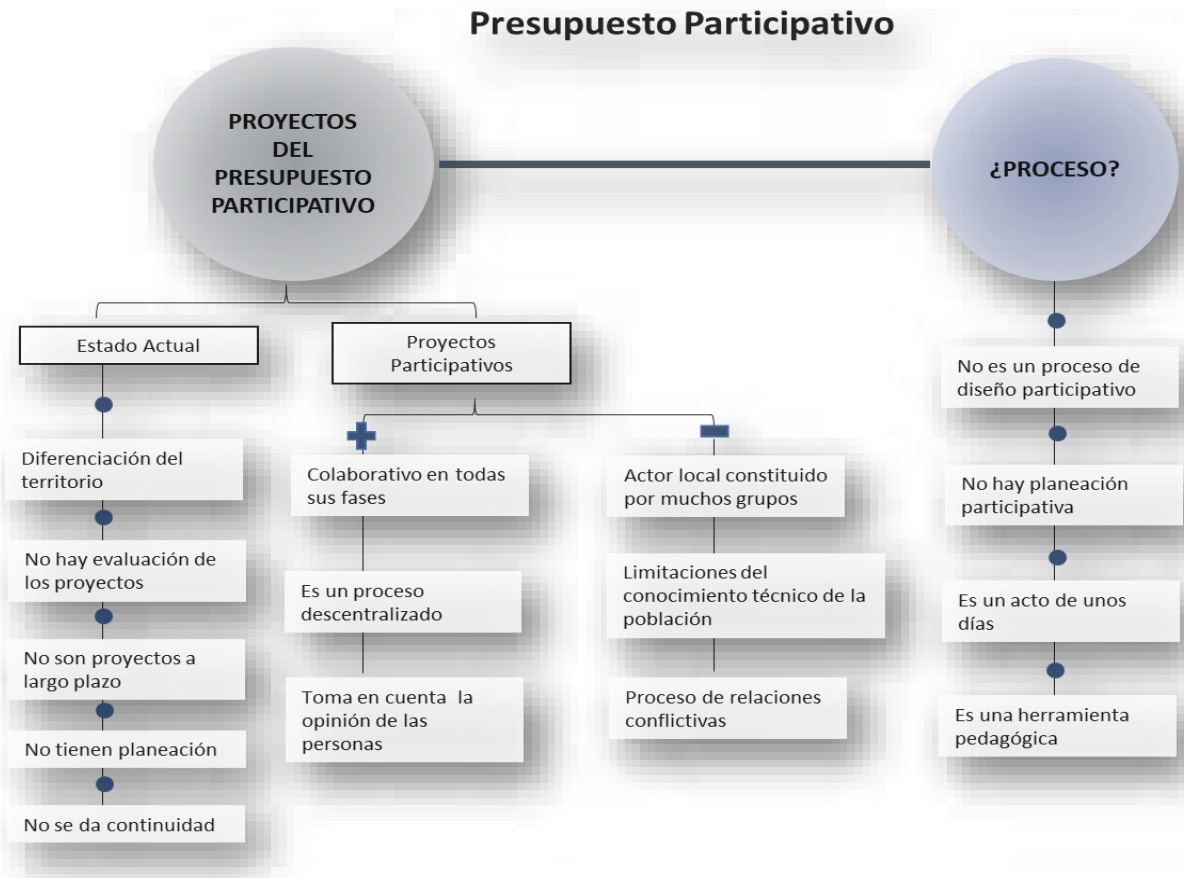 Presupuesto Participativo
PROYECTOS
DEL
PRESUPUESTO
PARTICIPATIVO
¿PROCESO?
Estado Actual
Diferenciación del
territorio
No hay evaluación de
los proyectos
No son proyectos a
largo plazo
No tienen planeación
No se da continuidad
Proyectos
Participativos
Colaborativo en todas
sus fases
Es un proceso
descentralizado
Toma en cuenta la
opinión de las
personas
Actor local constituido
por muchos grupos
Limitaciones del
conocimiento técnico de la
población
Proceso de relaciones
conflictivas
No es un proceso de
diseño participativo
No hay planeación
participativa
Es un acto de unos
días
Es una herramienta
pedagógica